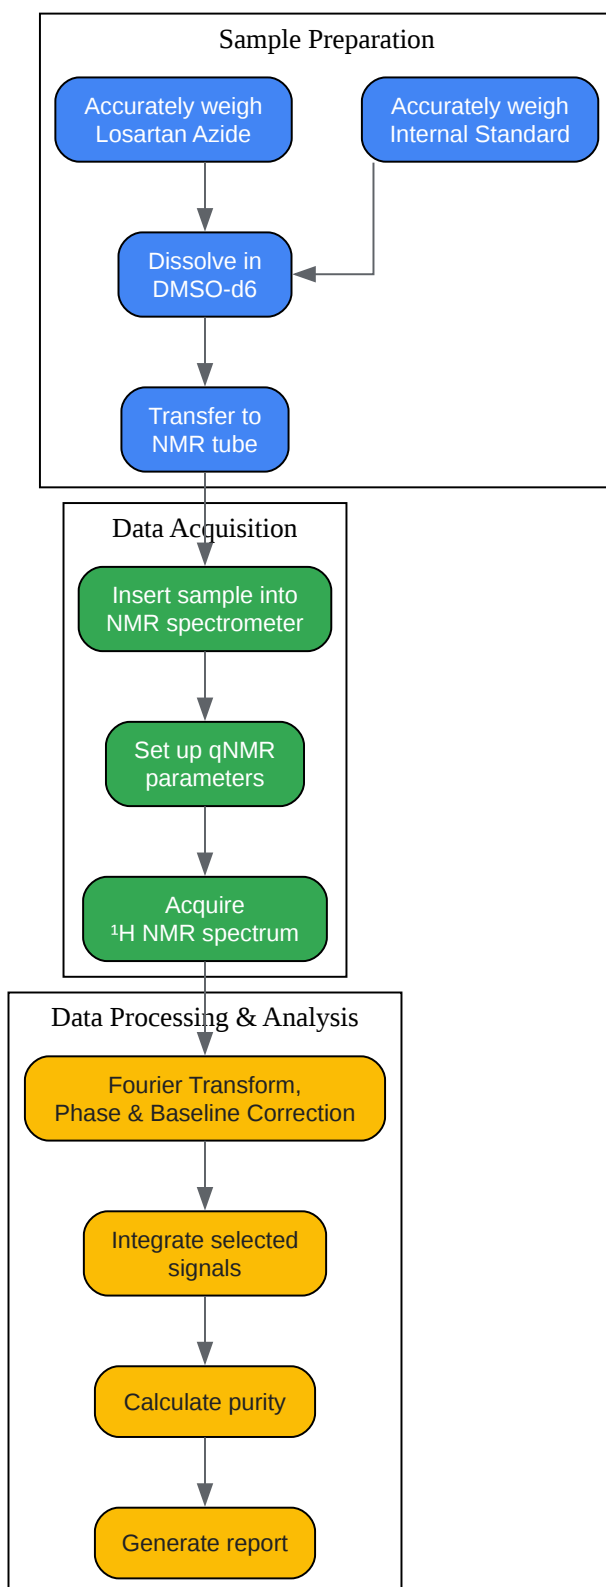 Sample Preparation
Accurately weigh
Losartan Azide
Accurately weigh
Internal Standard
Dissolve in
DMSO-d6
Transfer to
NMR tube
Data Acquisition
Insert sample into
NMR spectrometer
Set up qNMR
parameters
Acquire
¹H NMR spectrum
Data Processing & Analysis
Fourier Transform,
Phase & Baseline Correction
Integrate selected
signals
Calculate purity
Generate report